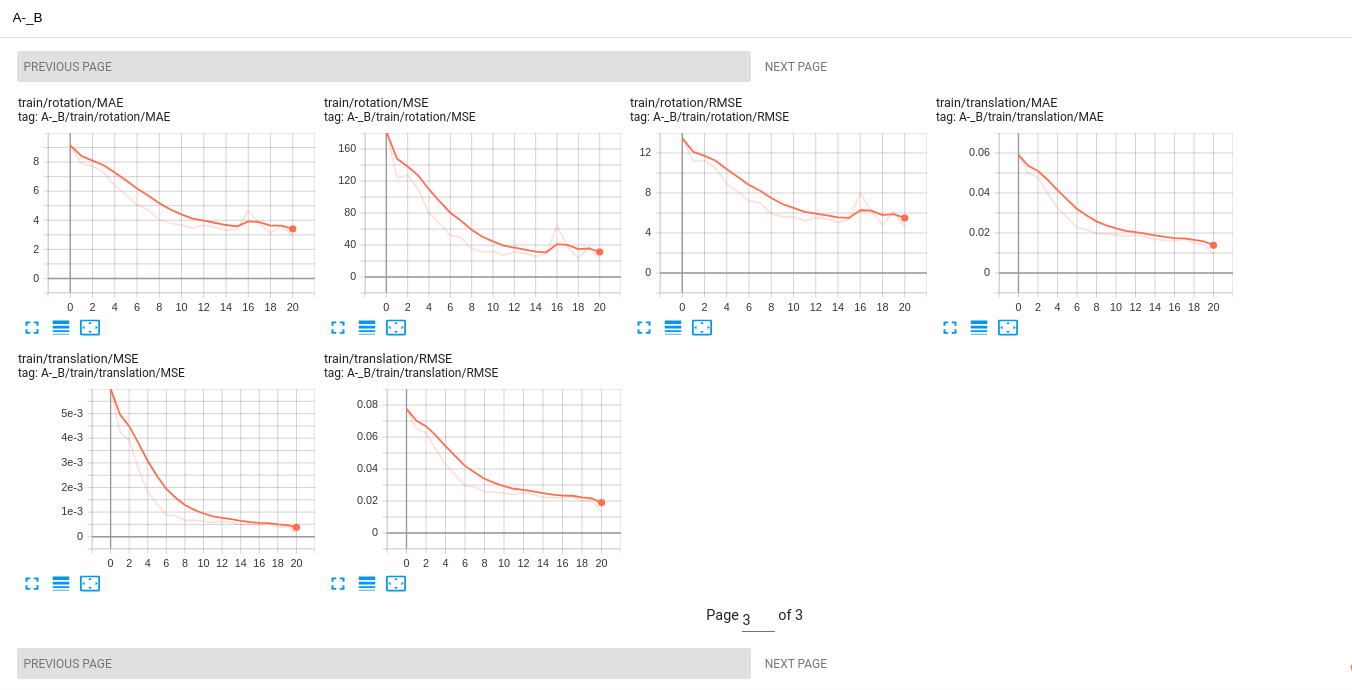 A-_B
PREVIOUS PAGE NEXT PAGE
train/rotation/MAE
tag: A-_B/train/rotation/MAE
8
6
4
2
0
0 2 4 6 8 10 12 14 16 18 20
train/rotation/MSE
tag: A-_B/train/rotation/MSE
160
120
80
40
0
0 2 4 6 8 10 12 14 16 18 20
train/rotation/RMSE
tag: A-_B/train/rotation/RMSE
12
8
4
0
0 2 4 6 8 10 12 14 16 18 20
train/translation/MAE
tag: A-_B/train/translation/MAE
0.06
0.04
0.02
0
0 2 4 6 8 10 12 14 16 18 20
train/translation/MSE
tag: A-_B/train/translation/MSE
5e-3
4e-3
3e-3
2e-3
1e-3
0
0 2 4 6 8 10 12 14 16 18 20
train/translation/RMSE
tag: A-_B/train/translation/RMSE
0.08
0.06
0.04
0.02
0
0 2 4 6 8 10 12 14 16 18 20
Page 3 of 3
PREVIOUS PAGE NEXT PAGE